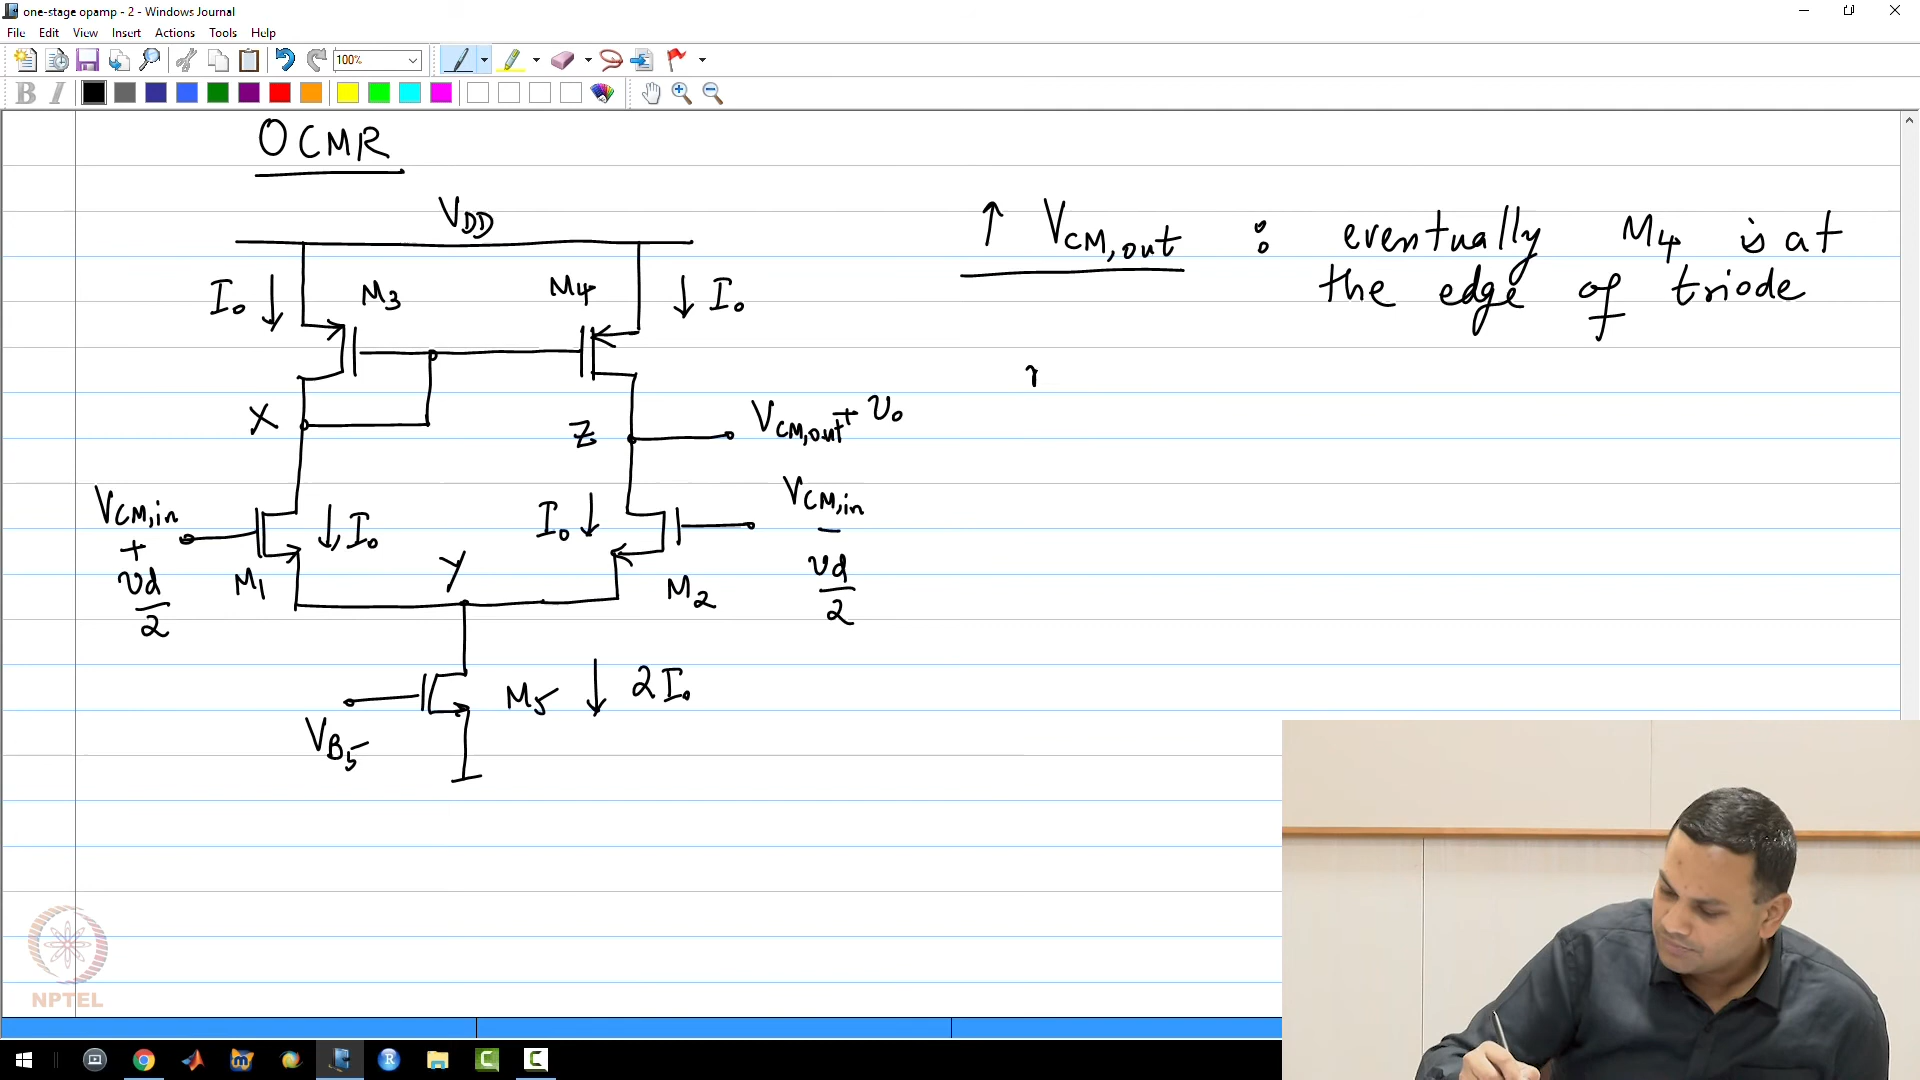 one-stage opamp - 2 - Windows Journal
File Edit View Insert Actions Tools Help
100%
B I
OCMR
VDD
↑ VCM,out : eventually M4 is at
the edge of triode
I0 ↓ M3 M4 ↓ I0
X Z VCM,out + vo
VCM,in + vd/2 M1 ↓ I0 I0 ↓ M2 VCM,in - vd/2
Y
VB5 M5 ↓ 2I0
NPTEL